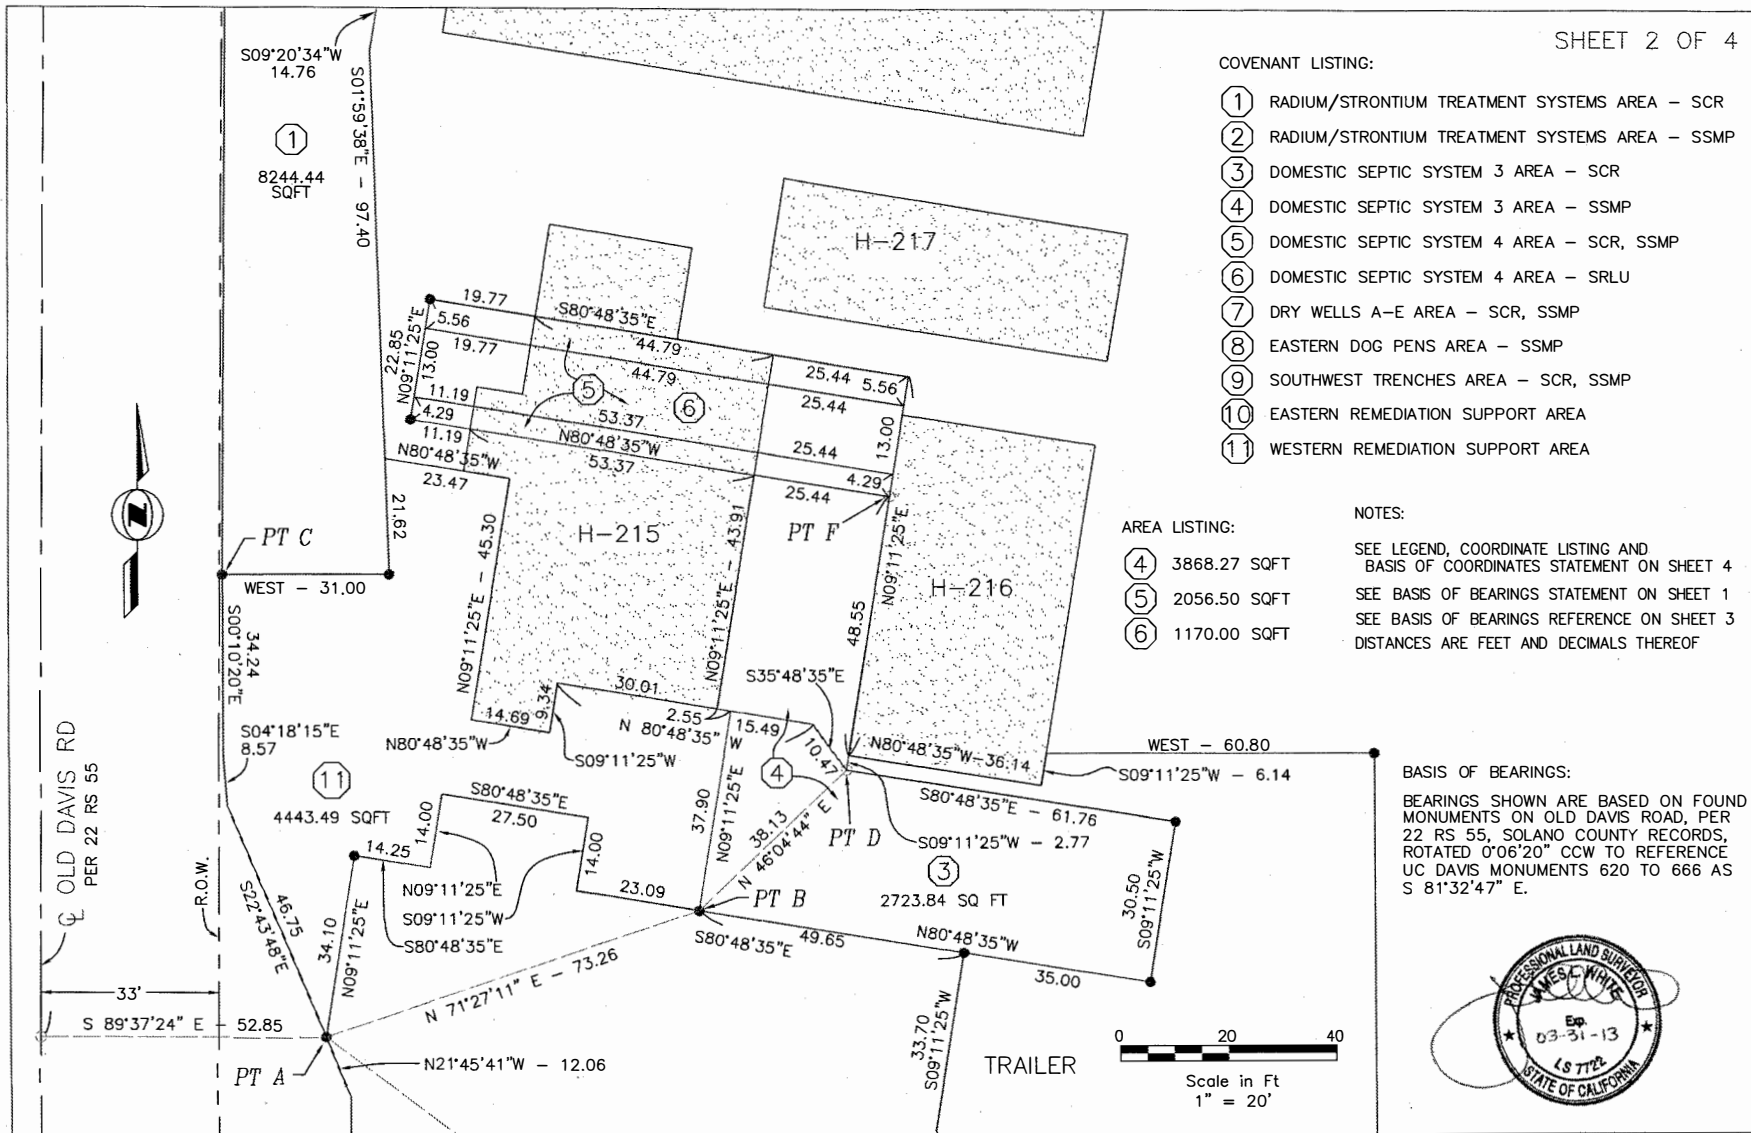 SHEET 2 OF 4
COVENANT LISTING:
1 RADIUM/STRONTIUM TREATMENT SYSTEMS AREA – SCR
2 RADIUM/STRONTIUM TREATMENT SYSTEMS AREA – SSMP
3 DOMESTIC SEPTIC SYSTEM 3 AREA – SCR
4 DOMESTIC SEPTIC SYSTEM 3 AREA – SSMP
5 DOMESTIC SEPTIC SYSTEM 4 AREA – SCR, SSMP
6 DOMESTIC SEPTIC SYSTEM 4 AREA – SRLU
7 DRY WELLS A–E AREA – SCR, SSMP
8 EASTERN DOG PENS AREA – SSMP
9 SOUTHWEST TRENCHES AREA – SCR, SSMP
10 EASTERN REMEDIATION SUPPORT AREA
11 WESTERN REMEDIATION SUPPORT AREA
AREA LISTING:
4 3868.27 SQFT
5 2056.50 SQFT
6 1170.00 SQFT
NOTES:
SEE LEGEND, COORDINATE LISTING AND
BASIS OF COORDINATES STATEMENT ON SHEET 4
SEE BASIS OF BEARINGS STATEMENT ON SHEET 1
SEE BASIS OF BEARINGS REFERENCE ON SHEET 3
DISTANCES ARE FEET AND DECIMALS THEREOF
BASIS OF BEARINGS:
BEARINGS SHOWN ARE BASED ON FOUND
MONUMENTS ON OLD DAVIS ROAD, PER
22 RS 55, SOLANO COUNTY RECORDS,
ROTATED 0°06'20" CCW TO REFERENCE
UC DAVIS MONUMENTS 620 TO 666 AS
S 81°32'47" E.
PROFESSIONAL LAND SURVEYOR
JAMES L. WHITE
Exp.
03-31-13
LS 7722
STATE OF CALIFORNIA
S09°20'34"W
14.76
S01°59'38"E – 97.40
1
8244.44
SQFT
H–217
19.77
S80°48'35"E
44.79
25.44
5.56
5.56
19.77
44.79
25.44
22.85
N09°11'25"E
13.00
13.00
5
6
11.19
53.37
25.44
4.29
4.29
11.19
N80°48'35"W
53.37
25.44
N80°48'35"W
23.47
21.62
PT C
WEST – 31.00
H–215
PT F
H–216
N09°11'25"E – 45.30
N09°11'25"E – 43.91
N09°11'25"E
48.55
34.24
S00°10'20"E
S04°18'15"E
8.57
30.01
9.34
14.69
N80°48'35"W
S09°11'25"W
2.55
N 80°48'35" W
15.49
S35°48'35"E
10.47
4
N80°48'35"W–36.14
WEST – 60.80
S09°11'25"W – 6.14
S80°48'35"E – 61.76
PT D
S09°11'25"W – 2.77
37.90
N09°11'25"E
38.13
N 46°04'44" E
3
2723.84 SQ FT
30.50
S09°11'25"W
℄ OLD DAVIS RD
PER 22 RS 55
R.O.W.
11
4443.49 SQFT
S80°48'35"E
27.50
14.00
14.25
14.00
N09°11'25"E
S09°11'25"W
S80°48'35"E
23.09
PT B
S80°48'35"E
49.65
N80°48'35"W
35.00
46.75
S22°43'48"E
34.10
N09°11'25"E
N 71°27'11" E – 73.26
33'
S 89°37'24" E – 52.85
PT A
N21°45'41"W – 12.06
33.70
S09°11'25"W
TRAILER
0 20 40
Scale in Ft
1" = 20'
Z